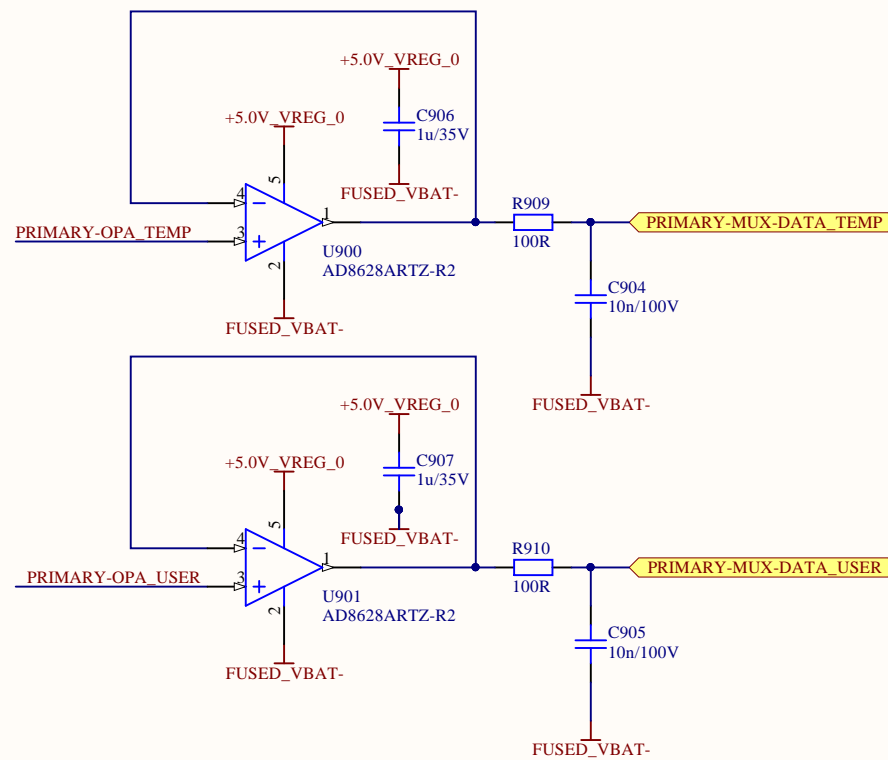 +5.0V_VREG_0
C906
1u/35V
+5.0V_VREG_0
FUSED_VBAT-
5
4
1
R909
PRIMARY-MUX-DATA_TEMP
PRIMARY-OPA_TEMP
3
100R
U900
AD8628ARTZ-R2
2
C904
10n/100V
FUSED_VBAT-
FUSED_VBAT-
+5.0V_VREG_0
C907
1u/35V
+5.0V_VREG_0
FUSED_VBAT-
5
4
1
R910
PRIMARY-MUX-DATA_USER
PRIMARY-OPA_USER
3
100R
U901
AD8628ARTZ-R2
2
C905
10n/100V
FUSED_VBAT-
FUSED_VBAT-